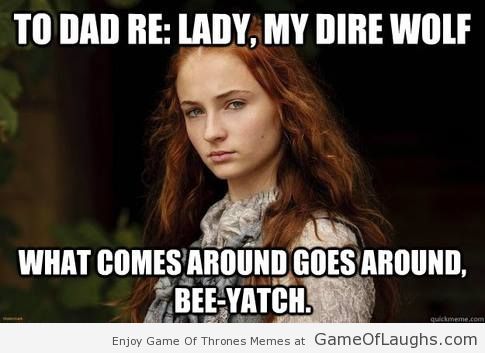 TO DAD RE: LADY, MY DIRE WOLF
WHAT COMES AROUND GOES AROUND,
BEE-YATCH.
quickmeme.com
Enjoy Game Of Thrones Memes at GameOfLaughs.com